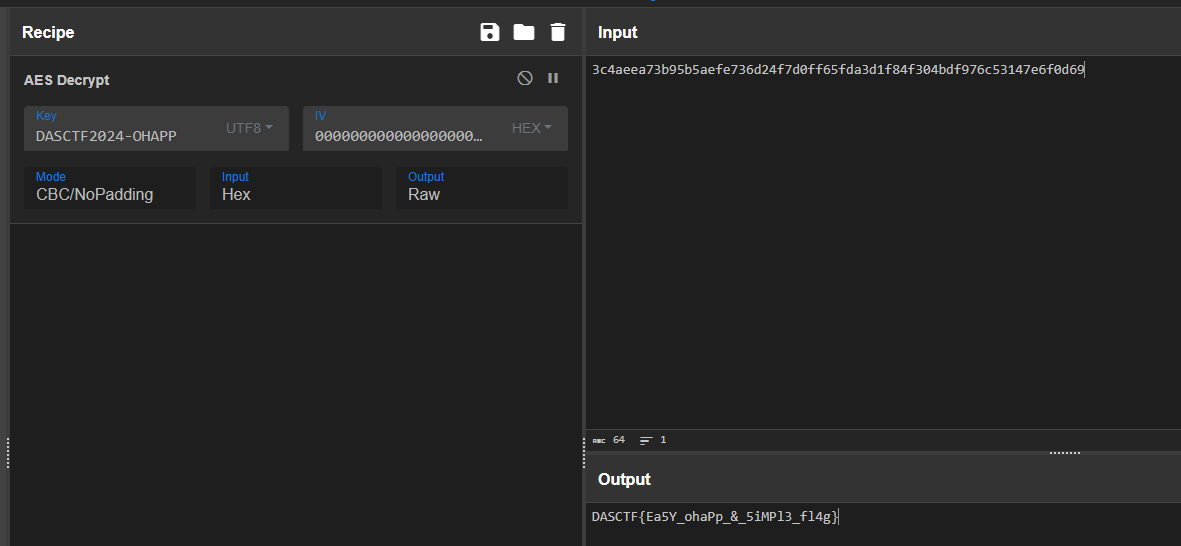 Recipe
AES Decrypt
Key
DASCTF2024-OHAPP
UTF8
IV
000000000000000000…
HEX
Mode
CBC/NoPadding
Input
Hex
Output
Raw
Input
3c4aeea73b95b5aefe736d24f7d0ff65fda3d1f84f304bdf976c53147e6f0d69
ABC 64
1
Output
DASCTF{Ea5Y_ohaPp_&_5iMPl3_fl4g}